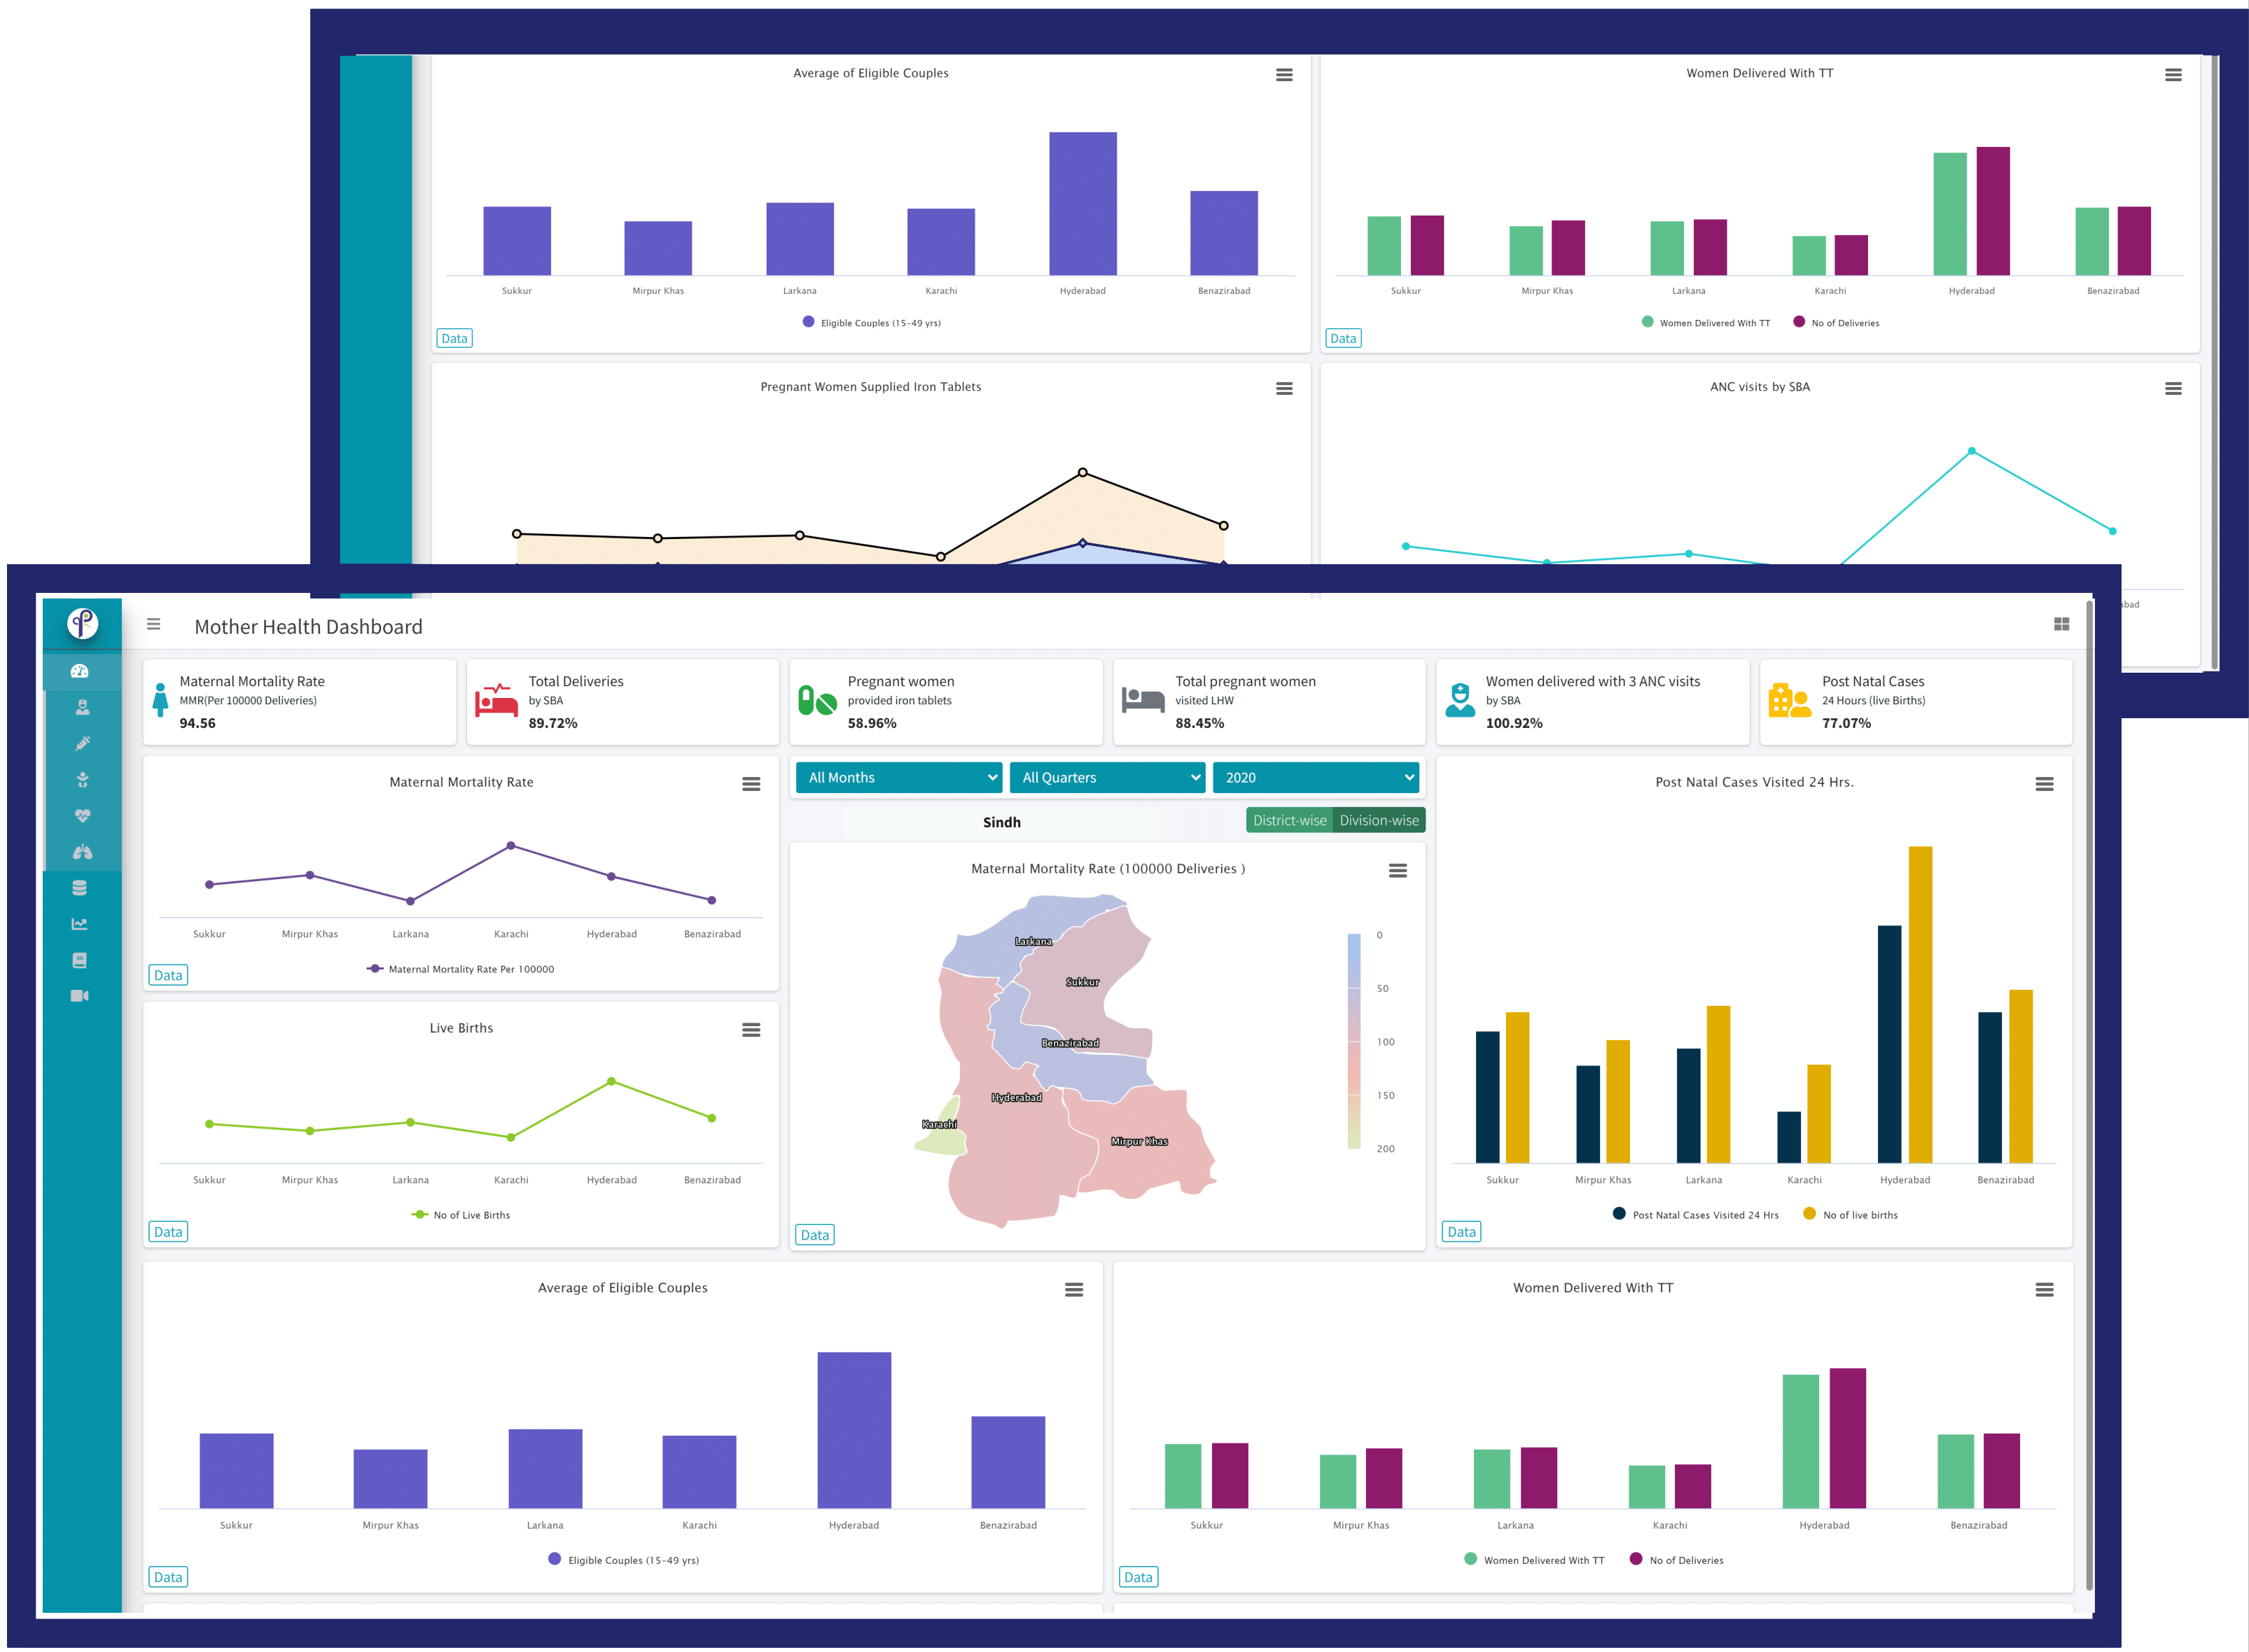 Average of Eligible Couples
Sukkur Mirpur Khas Larkana Karachi Hyderabad Benazirabad
Eligible Couples (15-49 yrs)
Data
Women Delivered With TT
Sukkur Mirpur Khas Larkana Karachi Hyderabad Benazirabad
Women Delivered With TT No of Deliveries
Data
Pregnant Women Supplied Iron Tablets
ANC visits by SBA
Mother Health Dashboard
Maternal Mortality Rate
MMR(Per 100000 Deliveries)
94.56
Total Deliveries
by SBA
89.72%
Pregnant women
provided iron tablets
58.96%
Total pregnant women
visited LHW
88.45%
Women delivered with 3 ANC visits
by SBA
100.92%
Post Natal Cases
24 Hours (live Births)
77.07%
Maternal Mortality Rate
Sukkur Mirpur Khas Larkana Karachi Hyderabad Benazirabad
Maternal Mortality Rate Per 100000
Data
Live Births
Sukkur Mirpur Khas Larkana Karachi Hyderabad Benazirabad
No of Live Births
Data
All Months All Quarters 2020
Sindh District-wise Division-wise
Maternal Mortality Rate (100000 Deliveries )
Larkana
Sukkur
Benazirabad
Hyderabad
Karachi
Mirpur Khas
0
50
100
150
200
Data
Post Natal Cases Visited 24 Hrs.
Sukkur Mirpur Khas Larkana Karachi Hyderabad Benazirabad
Post Natal Cases Visited 24 Hrs No of live births
Data
Average of Eligible Couples
Sukkur Mirpur Khas Larkana Karachi Hyderabad Benazirabad
Eligible Couples (15-49 yrs)
Data
Women Delivered With TT
Sukkur Mirpur Khas Larkana Karachi Hyderabad Benazirabad
Women Delivered With TT No of Deliveries
Data